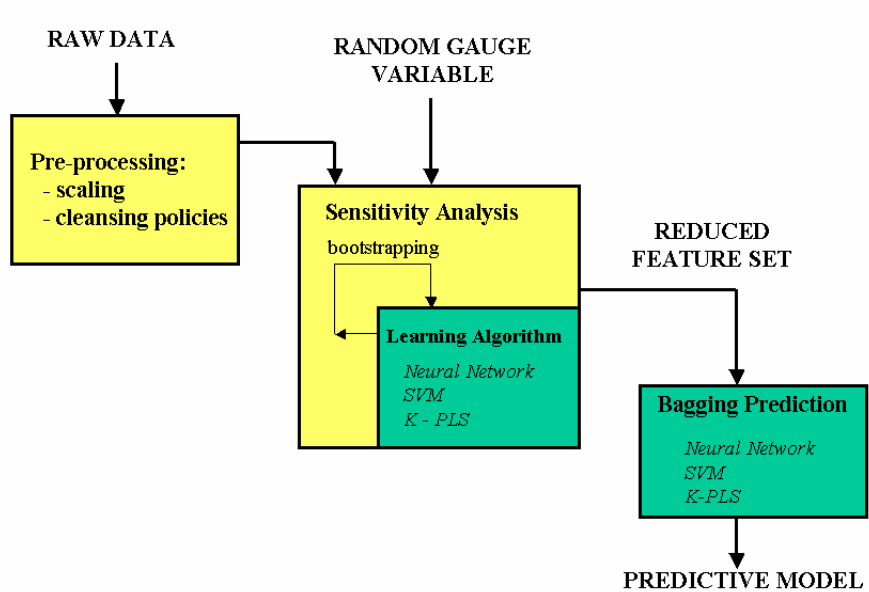 RAW DATA
RANDOM GAUGE
VARIABLE
Pre-processing:
- scaling
- cleansing policies
Sensitivity Analysis
bootstrapping
Learning Algorithm
Neural Network
SVM
K - PLS
REDUCED
FEATURE SET
Bagging Prediction
Neural Network
SVM
K-PLS
PREDICTIVE MODEL